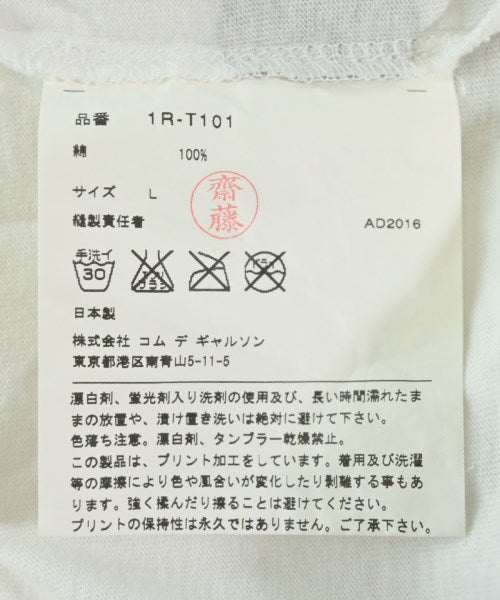 品番 1R-T101
綿 100%
サイズ L
齋藤
縫製責任者 AD2016
手洗イ
30
日本製
株式会社 コム デ ギャルソン
東京都港区南青山5-11-5
漂白剤、蛍光剤入り洗剤の使用及び、長い時間濡れたま
まの放置や、漬け置き洗いは絶対に避けて下さい。
色落ち注意。漂白剤、タンブラー乾燥禁止。
この製品は、プリント加工をしています。着用及び洗濯
等の摩擦により色や風合いが変化したり剥離する事もあ
ります。強く揉んだり擦ることは避けてください。
プリントの保持性は永久ではありません。ご了承下さい。